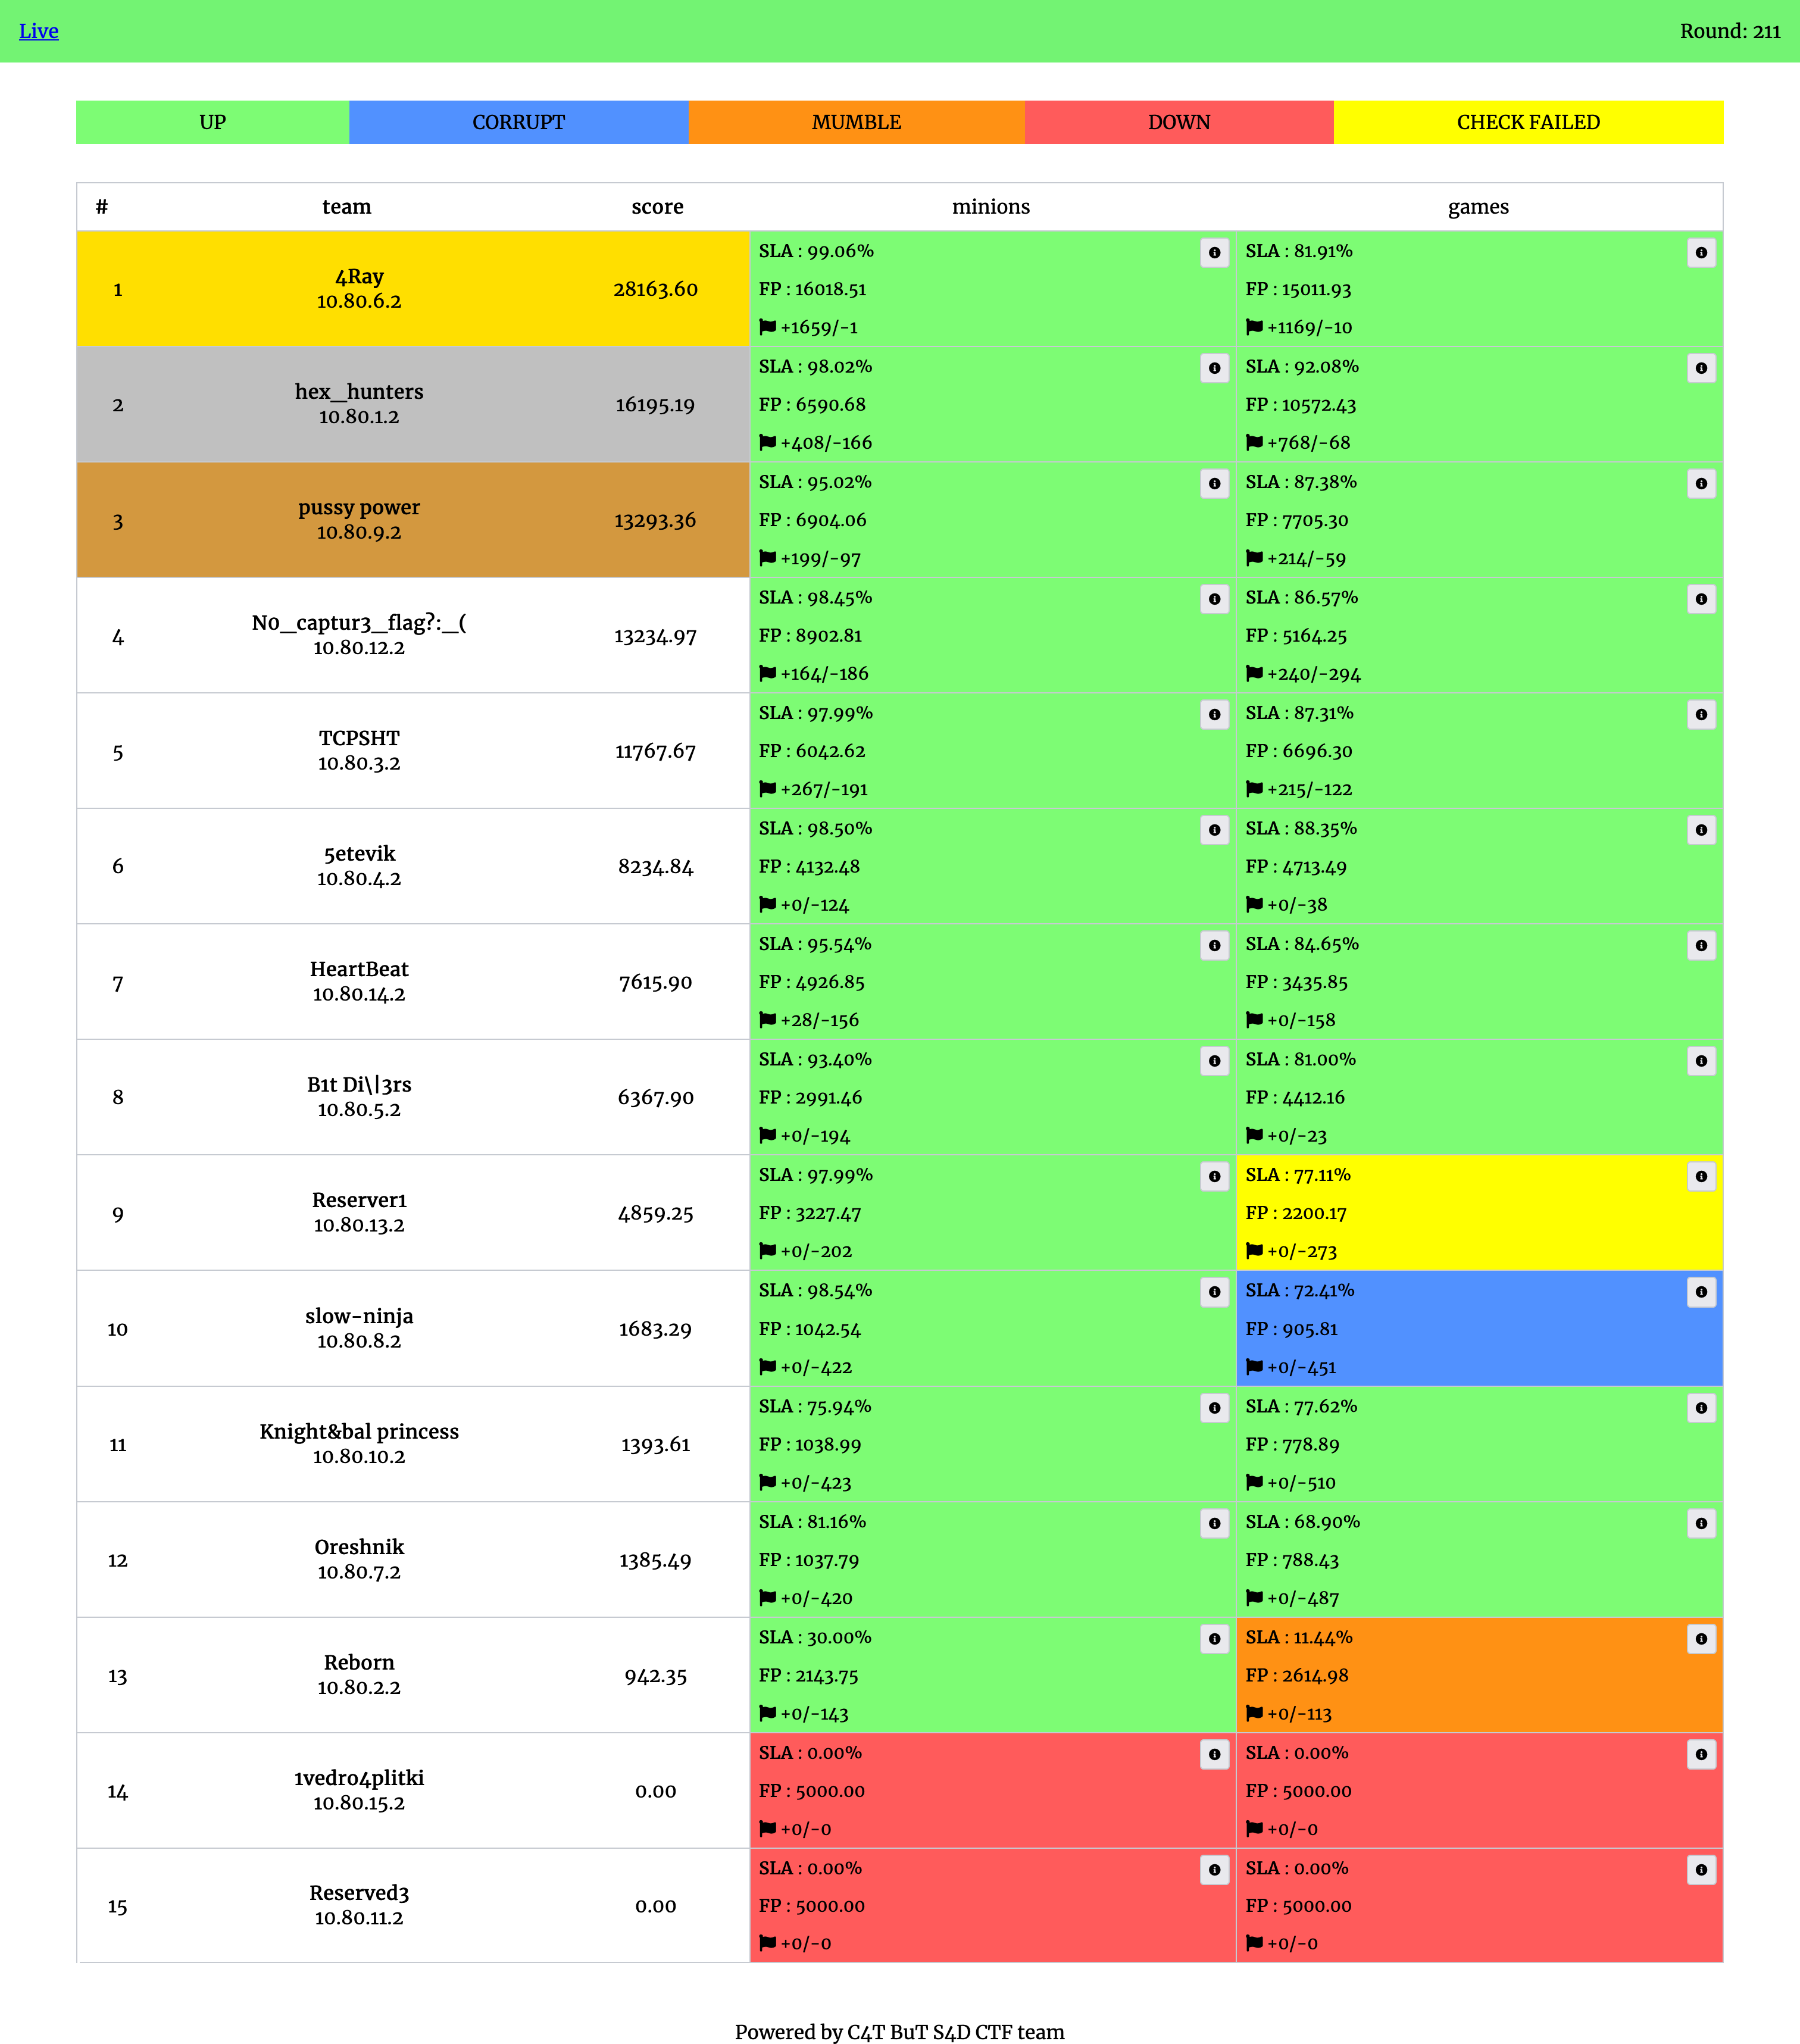 Live
Round: 211
UP CORRUPT MUMBLE DOWN CHECK FAILED
# team score minions games
1
4Ray
10.80.6.2
28163.60
SLA : 99.06%
FP : 16018.51
+1659/-1
SLA : 81.91%
FP : 15011.93
+1169/-10
2
hex_hunters
10.80.1.2
16195.19
SLA : 98.02%
FP : 6590.68
+408/-166
SLA : 92.08%
FP : 10572.43
+768/-68
3
pussy power
10.80.9.2
13293.36
SLA : 95.02%
FP : 6904.06
+199/-97
SLA : 87.38%
FP : 7705.30
+214/-59
4
N0_captur3_flag?:_(
10.80.12.2
13234.97
SLA : 98.45%
FP : 8902.81
+164/-186
SLA : 86.57%
FP : 5164.25
+240/-294
5
TCPSHT
10.80.3.2
11767.67
SLA : 97.99%
FP : 6042.62
+267/-191
SLA : 87.31%
FP : 6696.30
+215/-122
6
5etevik
10.80.4.2
8234.84
SLA : 98.50%
FP : 4132.48
+0/-124
SLA : 88.35%
FP : 4713.49
+0/-38
7
HeartBeat
10.80.14.2
7615.90
SLA : 95.54%
FP : 4926.85
+28/-156
SLA : 84.65%
FP : 3435.85
+0/-158
8
B1t Di\|3rs
10.80.5.2
6367.90
SLA : 93.40%
FP : 2991.46
+0/-194
SLA : 81.00%
FP : 4412.16
+0/-23
9
Reserver1
10.80.13.2
4859.25
SLA : 97.99%
FP : 3227.47
+0/-202
SLA : 77.11%
FP : 2200.17
+0/-273
10
slow-ninja
10.80.8.2
1683.29
SLA : 98.54%
FP : 1042.54
+0/-422
SLA : 72.41%
FP : 905.81
+0/-451
11
Knight&bal princess
10.80.10.2
1393.61
SLA : 75.94%
FP : 1038.99
+0/-423
SLA : 77.62%
FP : 778.89
+0/-510
12
Oreshnik
10.80.7.2
1385.49
SLA : 81.16%
FP : 1037.79
+0/-420
SLA : 68.90%
FP : 788.43
+0/-487
13
Reborn
10.80.2.2
942.35
SLA : 30.00%
FP : 2143.75
+0/-143
SLA : 11.44%
FP : 2614.98
+0/-113
14
1vedro4plitki
10.80.15.2
0.00
SLA : 0.00%
FP : 5000.00
+0/-0
SLA : 0.00%
FP : 5000.00
+0/-0
15
Reserved3
10.80.11.2
0.00
SLA : 0.00%
FP : 5000.00
+0/-0
SLA : 0.00%
FP : 5000.00
+0/-0
Powered by C4T BuT S4D CTF team